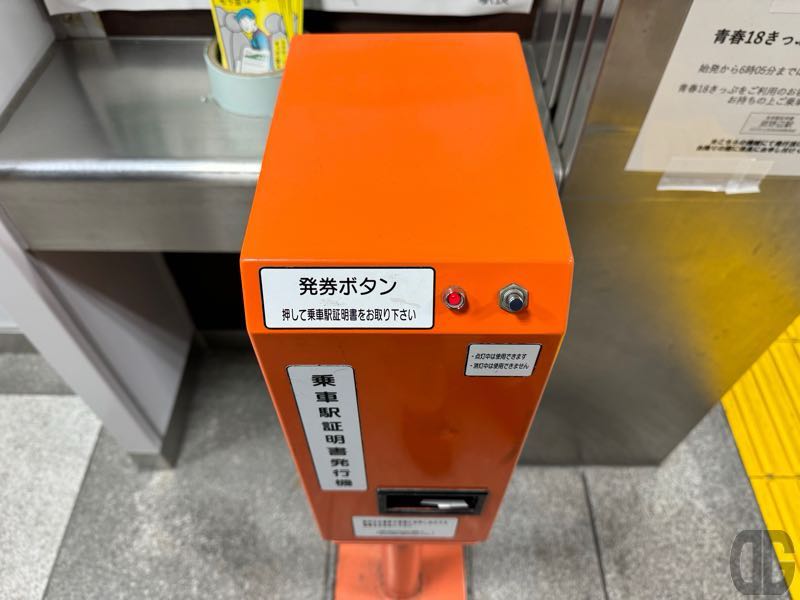 青春18きっ
始発から6時05分まで
青春18きっぷをご利用のお
お持ちの上ご乗
発券ボタン
押して乗車駅証明書をお取り下さい
・点灯中は使用できます
・消灯中は使用できません
乗車駅証明書発行機
DC